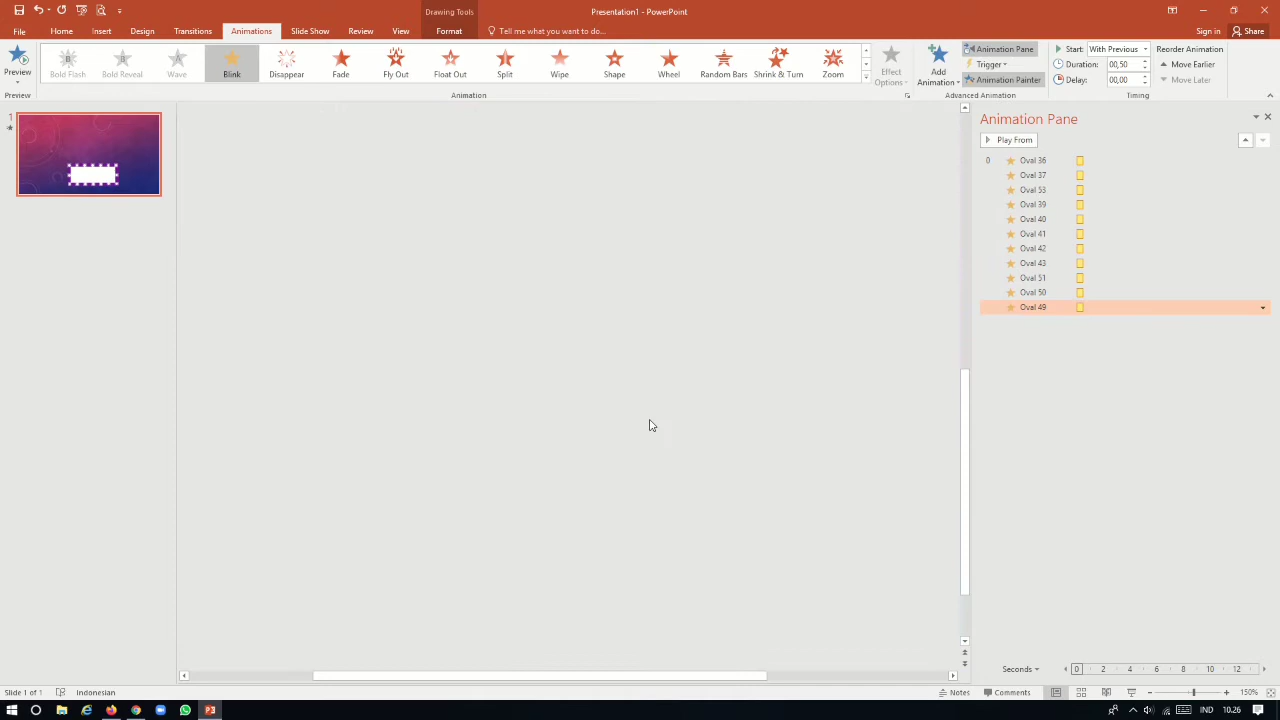 Drawing Tools
Presentation1 - PowerPoint
File Home Insert Design Transitions Animations Slide Show Review View Format Tell me what you want to do... Sign in Share
Preview
Bold Flash Bold Reveal Wave Blink Disappear Fade Fly Out Float Out Split Wipe Shape Wheel Random Bars Shrink & Turn Zoom
Effect Options
Add Animation
Animation Pane
Trigger
Animation Painter
Start: With Previous
Duration: 00,50
Delay: 00,00
Reorder Animation
Move Earlier
Move Later
Preview Animation Advanced Animation Timing
1
Animation Pane
Play From
0 Oval 36
Oval 37
Oval 53
Oval 39
Oval 40
Oval 41
Oval 42
Oval 43
Oval 51
Oval 50
Oval 49
Seconds 0 2 4 6 8 10 12
Slide 1 of 1 Indonesian Notes Comments 150%
IND 10.26